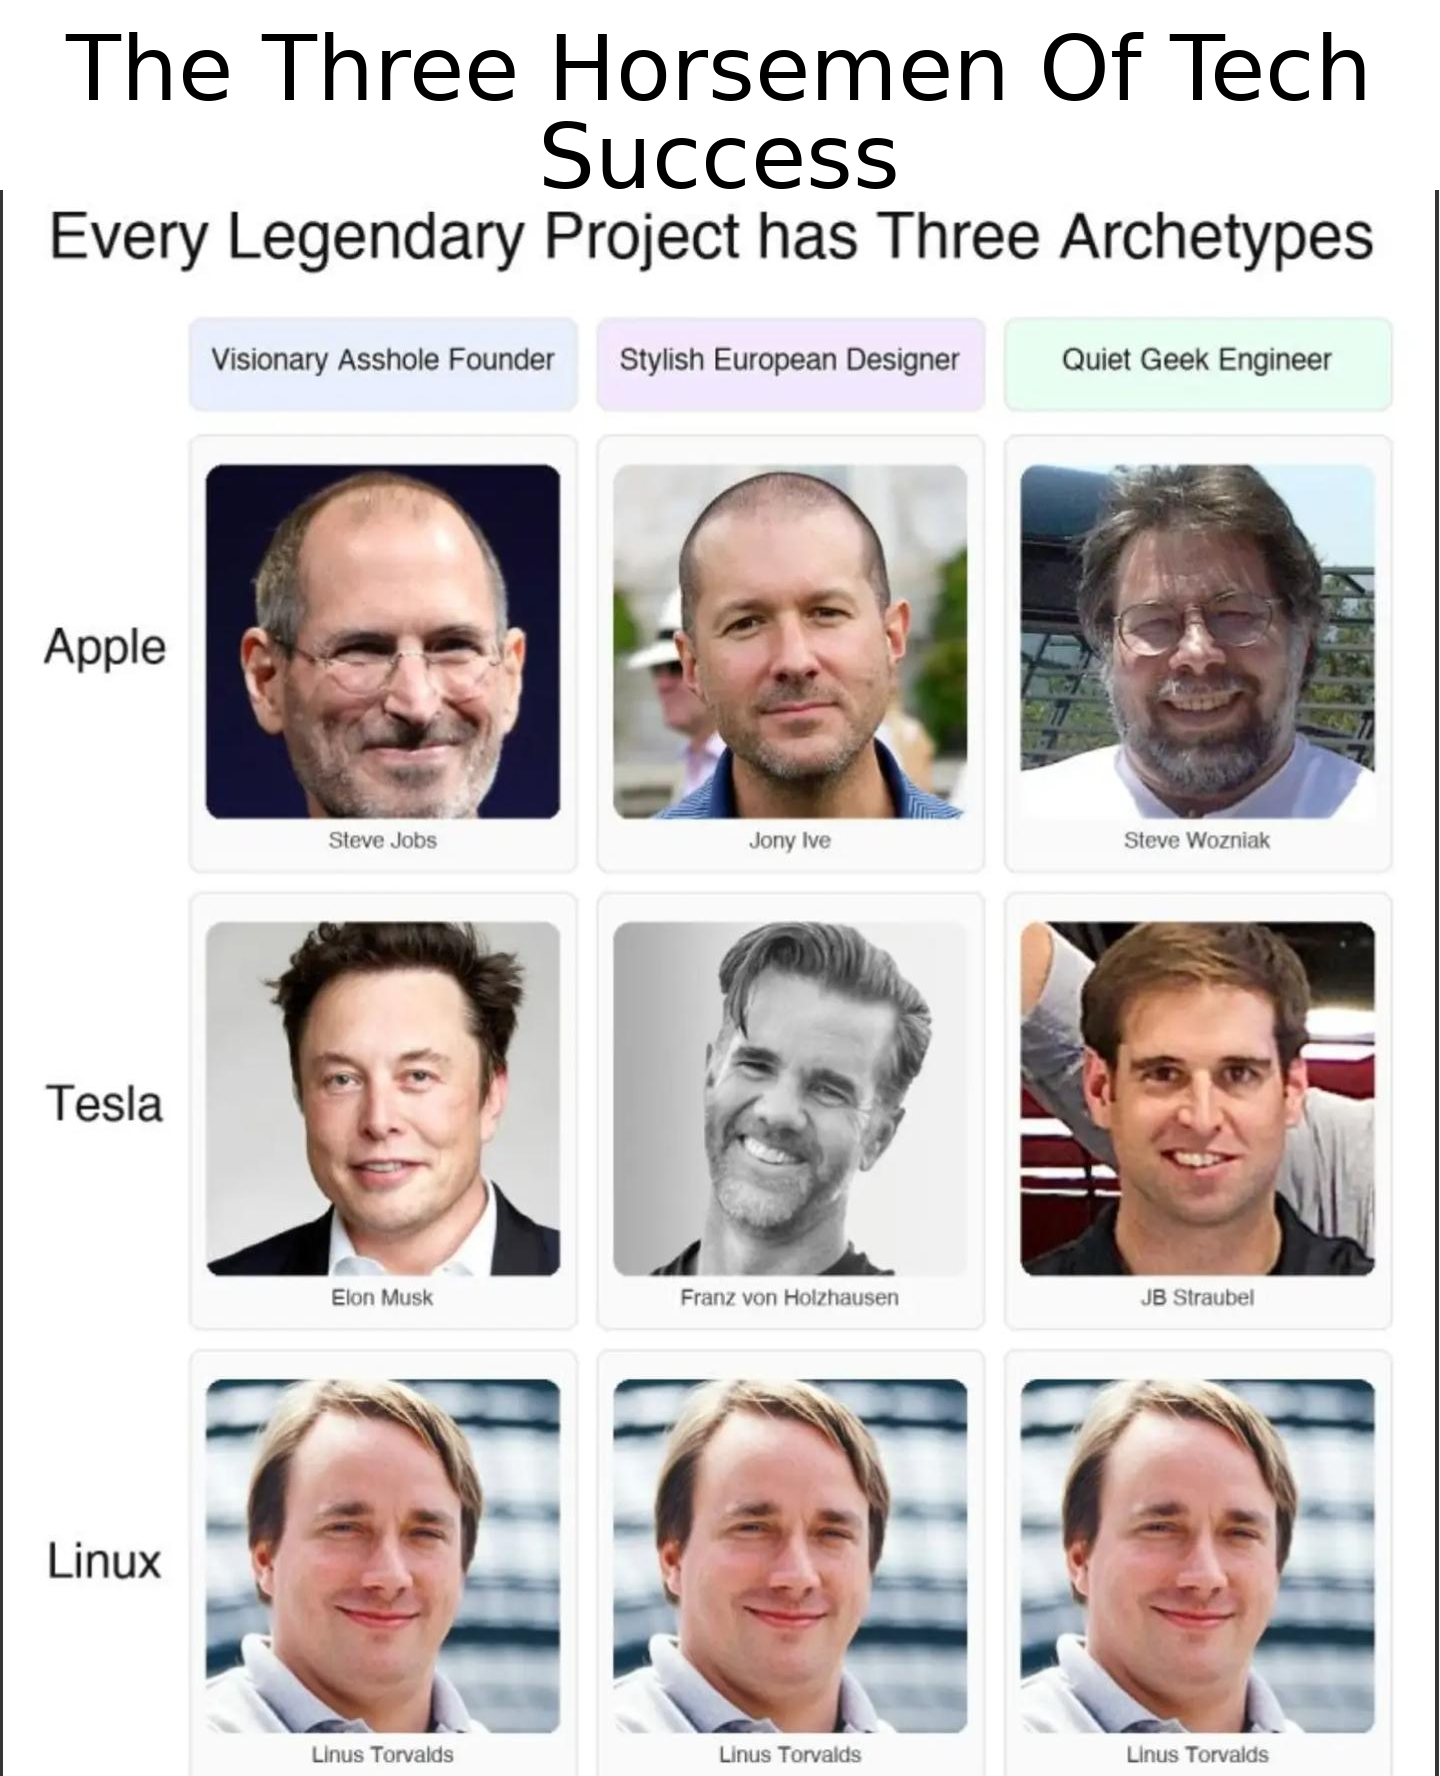 The Three Horsemen Of Tech
Success
Every Legendary Project has Three Archetypes
Visionary Asshole Founder
Stylish European Designer
Quiet Geek Engineer
Apple
Steve Jobs
Jony Ive
Steve Wozniak
Tesla
Elon Musk
Franz von Holzhausen
JB Straubel
Linux
Linus Torvalds
Linus Torvalds
Linus Torvalds